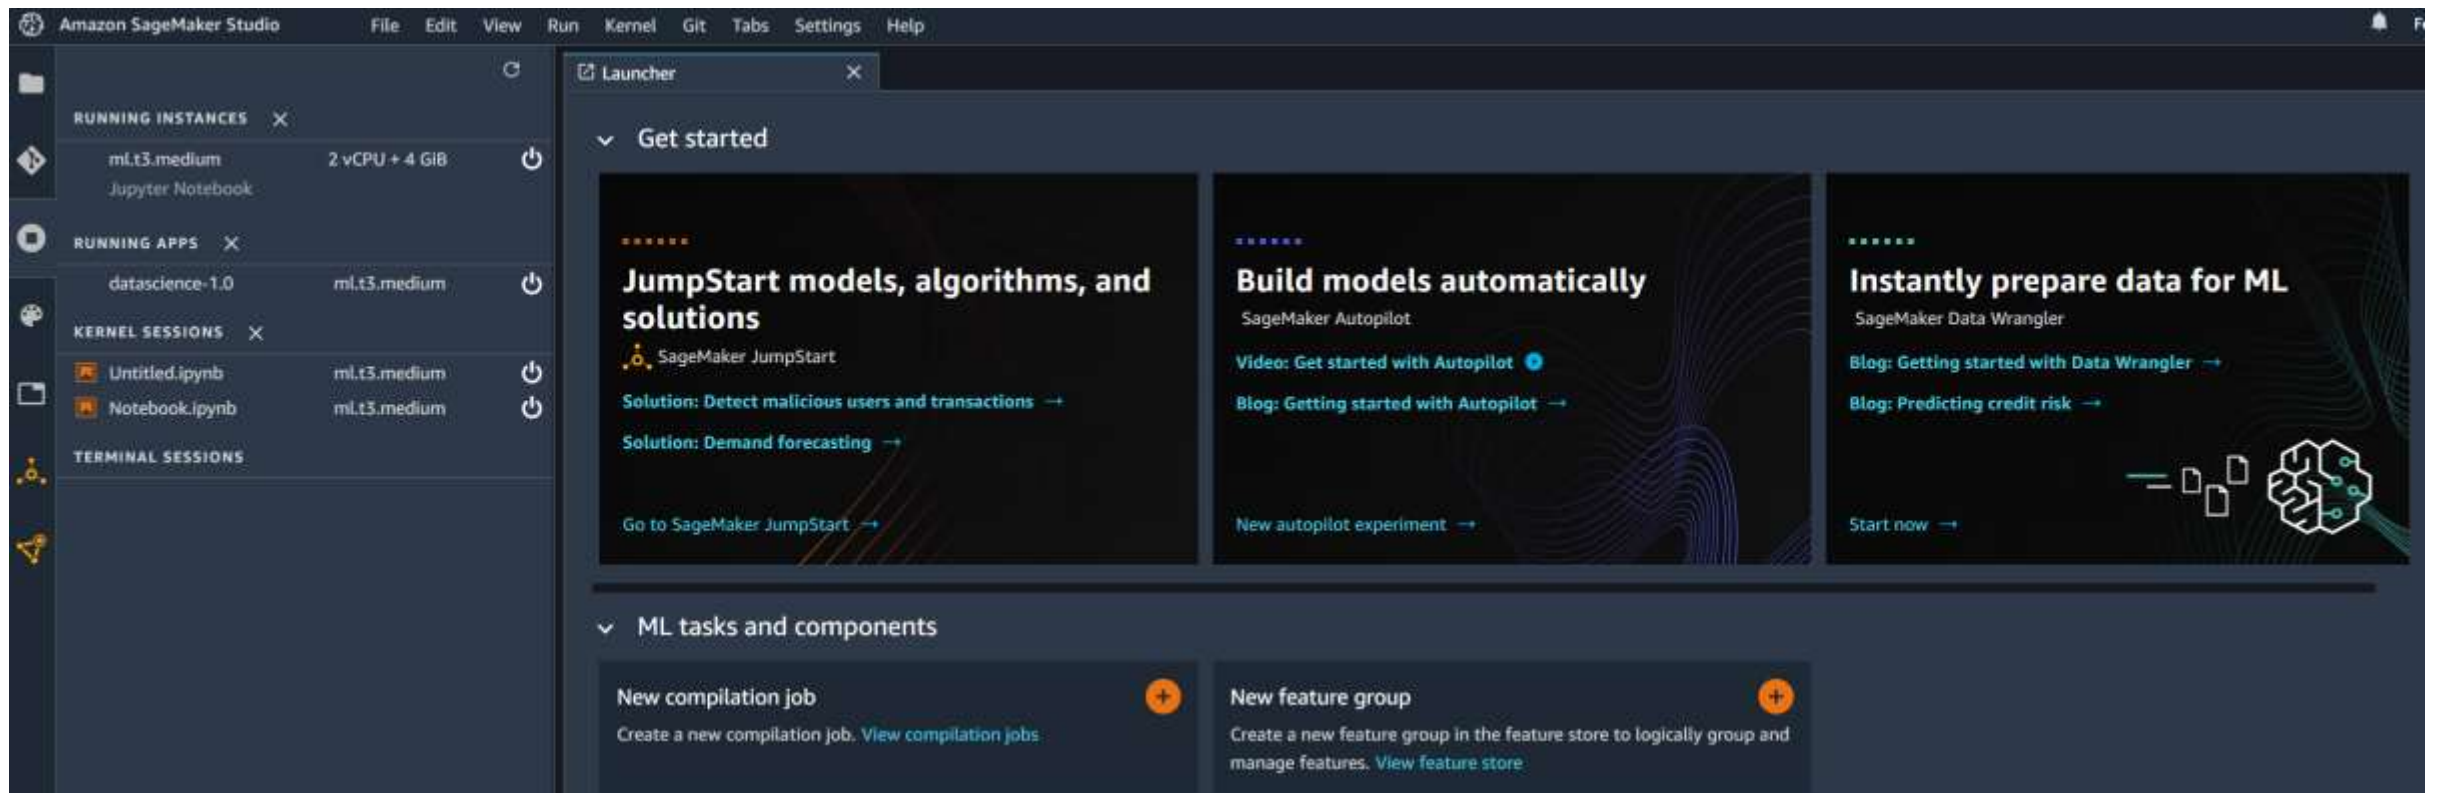 Amazon SageMaker Studio File Edit View Run Kernel Git Tabs Settings Help
RUNNING INSTANCES
ml.t3.medium 2 vCPU + 4 GiB
Jupyter Notebook
RUNNING APPS
datascience-1.0 ml.t3.medium
KERNEL SESSIONS
Untitled.ipynb ml.t3.medium
Notebook.ipynb ml.t3.medium
TERMINAL SESSIONS
Launcher
Get started
JumpStart models, algorithms, and
solutions
SageMaker JumpStart
Solution: Detect malicious users and transactions →
Solution: Demand forecasting →
Go to SageMaker JumpStart →
Build models automatically
SageMaker Autopilot
Video: Get started with Autopilot
Blog: Getting started with Autopilot →
New autopilot experiment →
Instantly prepare data for ML
SageMaker Data Wrangler
Blog: Getting started with Data Wrangler →
Blog: Predicting credit risk →
Start now →
ML tasks and components
New compilation job
Create a new compilation job. View compilation jobs
New feature group
Create a new feature group in the feature store to logically group and
manage features. View feature store